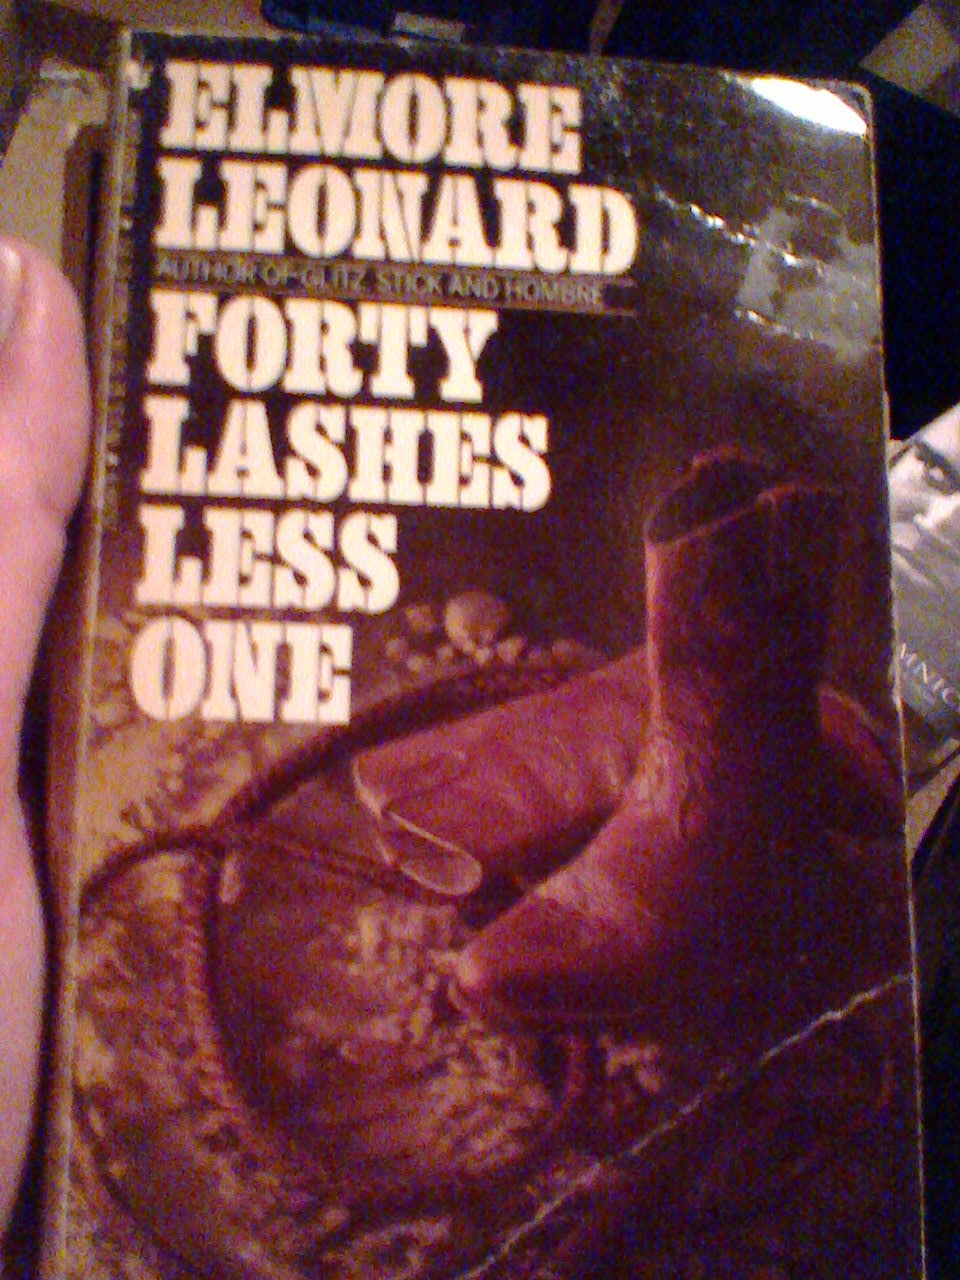 ELMORE
LEONARD
AUTHOR OF GLITZ, STICK AND HOMBRE
FORTY
LASHES
LESS
ONE